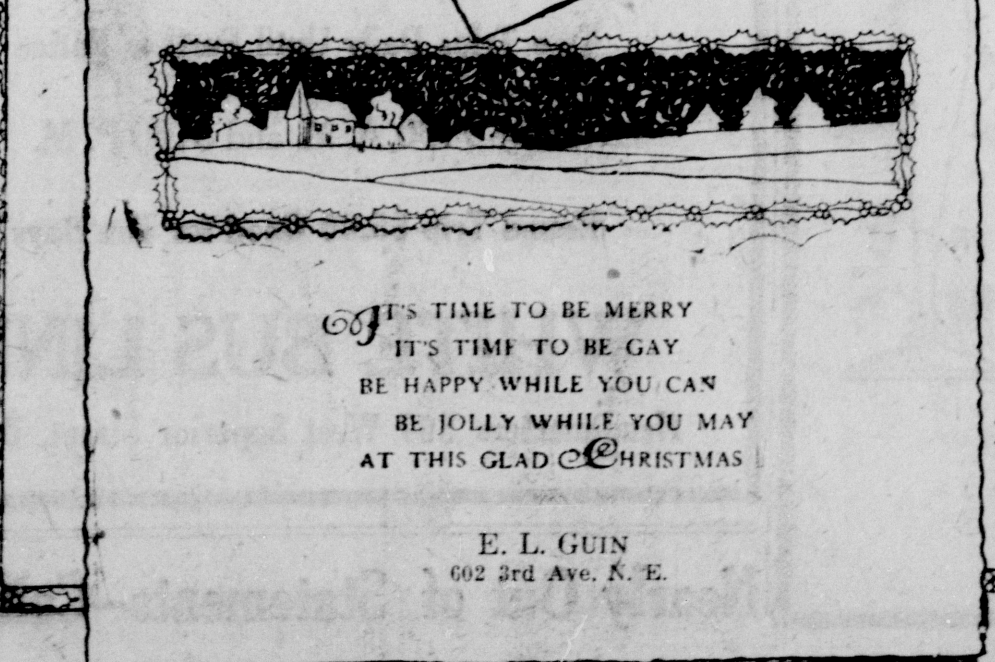 IT'S TIME TO BE MERRY
IT'S TIME TO BE GAY
BE HAPPY WHILE YOU CAN
BE JOLLY WHILE YOU MAY
AT THIS GLAD CHRISTMAS
E. L. GUIN
602 3rd Ave. N. E.